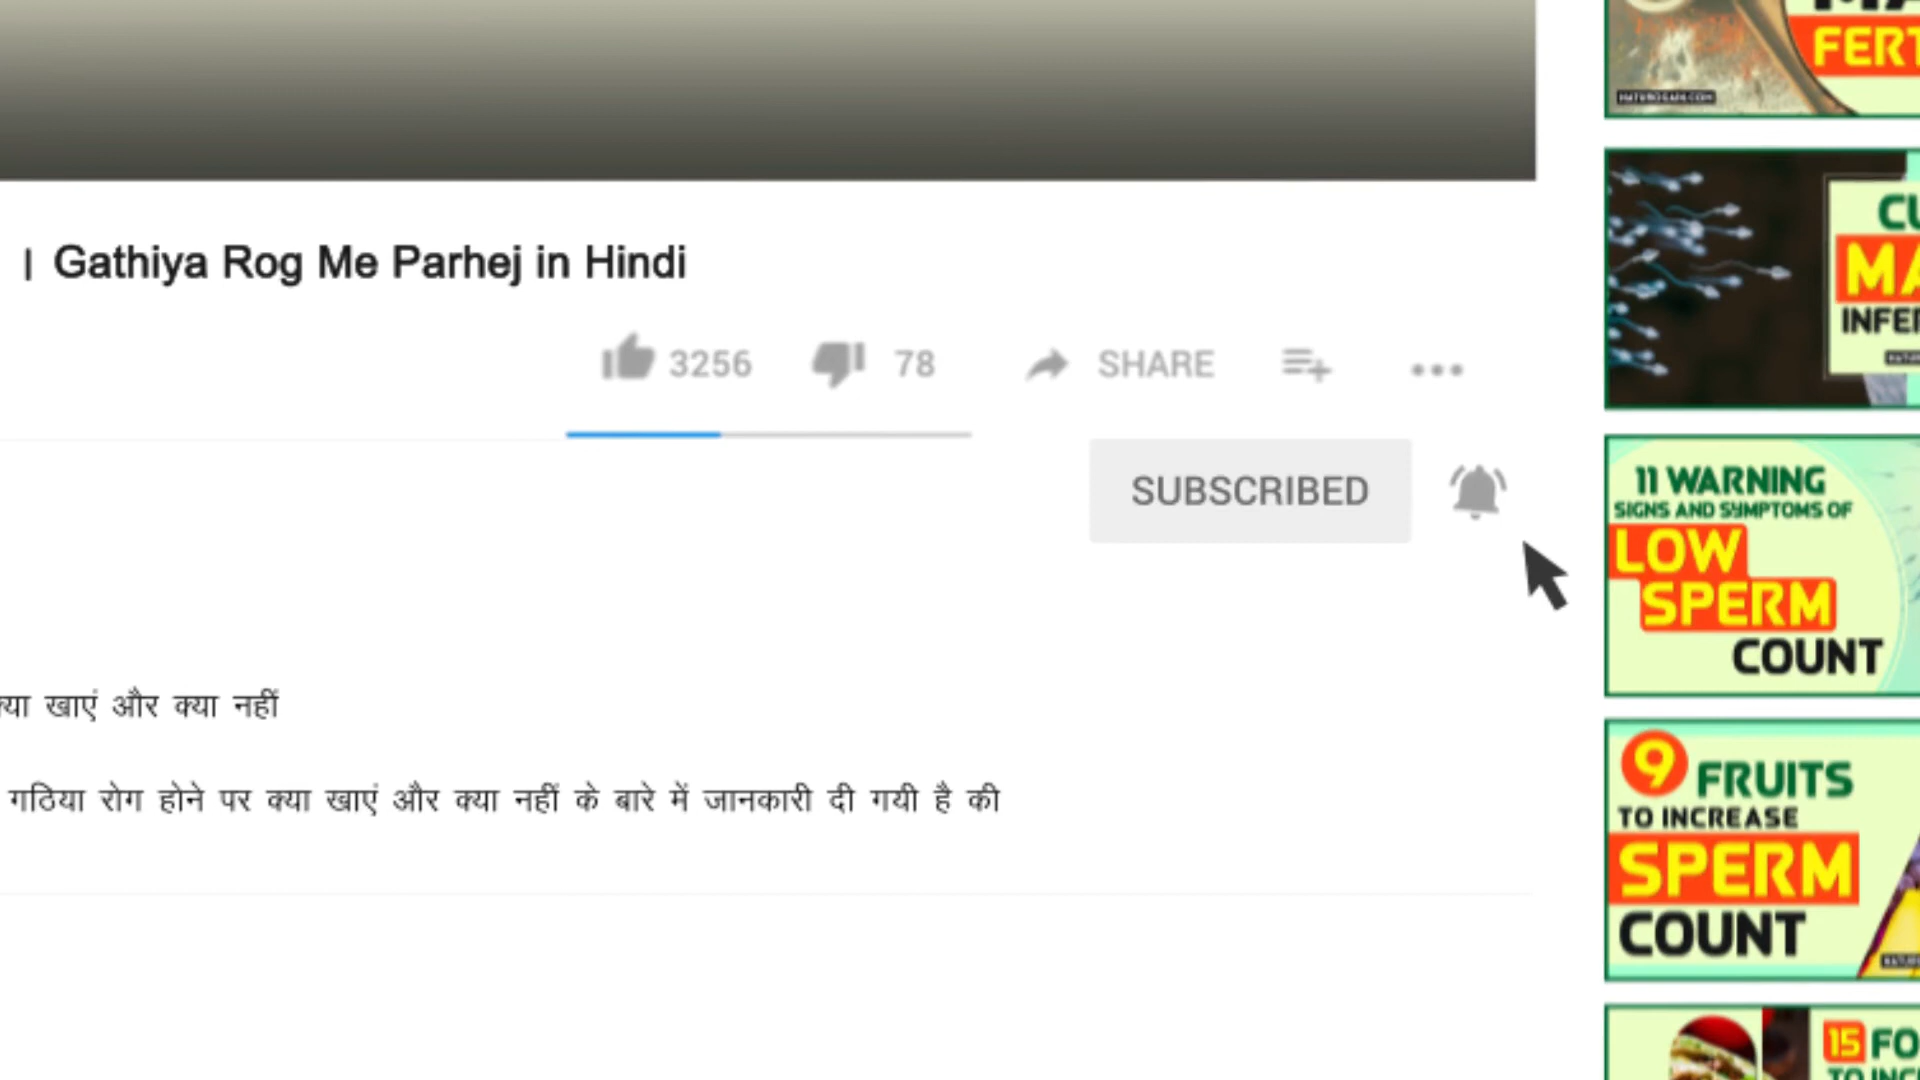 | Gathiya Rog Me Parhej in Hindi
3256 78 SHARE
SUBSCRIBED
क्या खाएं और क्या नहीं
गठिया रोग होने पर क्या खाएं और क्या नहीं के बारे में जानकारी दी गयी है की
FERT
CU
MA
INFER
11 WARNING
SIGNS AND SYMPTOMS OF
LOW
SPERM
COUNT
9 FRUITS
TO INCREASE
SPERM
COUNT
15 FO
TO INC